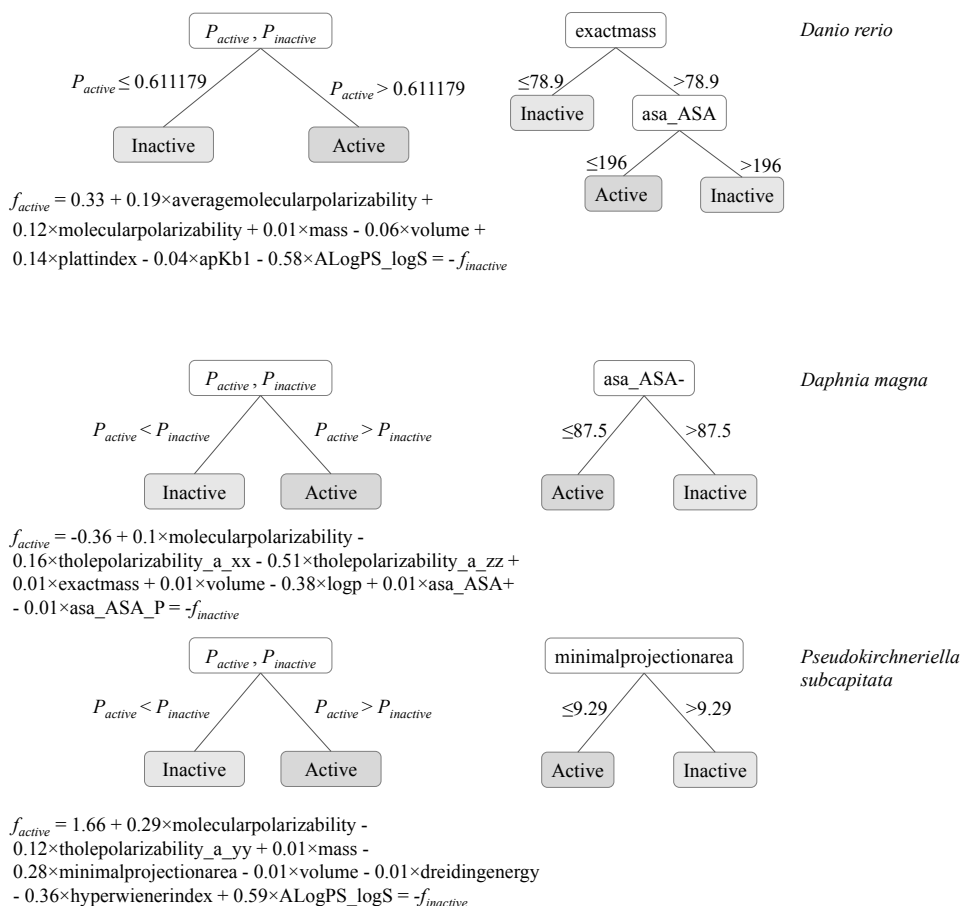 P_active , P_inactive
exactmass
Danio rerio
P_active ≤ 0.611179
P_active > 0.611179
≤78.9
>78.9
Inactive
Active
Inactive
asa_ASA
≤196
>196
Active
Inactive
f_active = 0.33 + 0.19×averagemolecularpolarizability +
0.12×molecularpolarizability + 0.01×mass - 0.06×volume +
0.14×plattindex - 0.04×apKb1 - 0.58×ALogPS_logS = - f_inactive
P_active , P_inactive
asa_ASA-
Daphnia magna
P_active < P_inactive
P_active > P_inactive
≤87.5
>87.5
Inactive
Active
Active
Inactive
f_active = -0.36 + 0.1×molecularpolarizability -
0.16×tholepolarizability_a_xx - 0.51×tholepolarizability_a_zz +
0.01×exactmass + 0.01×volume - 0.38×logp + 0.01×asa_ASA+
- 0.01×asa_ASA_P = -f_inactive
P_active , P_inactive
minimalprojectionarea
Pseudokirchneriella
subcapitata
P_active < P_inactive
P_active > P_inactive
≤9.29
>9.29
Inactive
Active
Active
Inactive
f_active = 1.66 + 0.29×molecularpolarizability -
0.12×tholepolarizability_a_yy + 0.01×mass -
0.28×minimalprojectionarea - 0.01×volume - 0.01×dreidingenergy
- 0.36×hyperwienerindex + 0.59×ALogPS_logS = -f_inactive